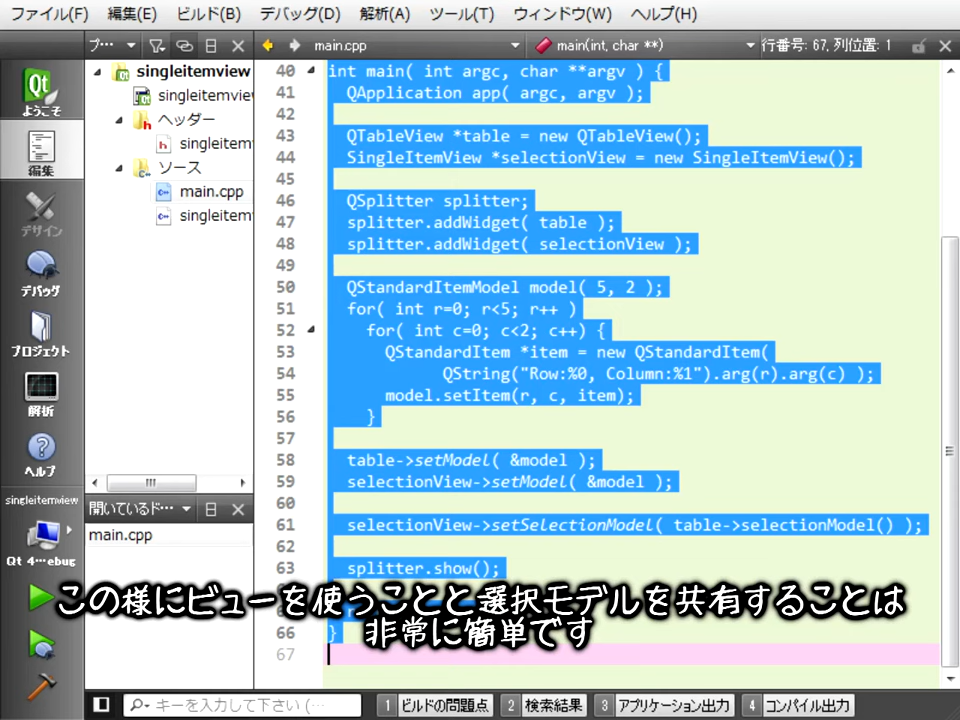 ファイル(F) 編集(E) ビルド(B) デバッグ(D) 解析(A) ツール(T) ウィンドウ(W) ヘルプ(H)
プ… main.cpp main(int, char **) 行番号: 67, 列位置: 1
ようこそ
編集
デザイン
デバッグ
プロジェクト
解析
ヘルプ
singleitemview
Qt 4…ebug
singleitemview
singleitemvie
ヘッダー
singleitem
ソース
main.cpp
singleitem
開いているド…
main.cpp
40 int main( int argc, char **argv ) {
41 QApplication app( argc, argv );
42
43 QTableView *table = new QTableView();
44 SingleItemView *selectionView = new SingleItemView();
45
46 QSplitter splitter;
47 splitter.addWidget( table );
48 splitter.addWidget( selectionView );
49
50 QStandardItemModel model( 5, 2 );
51 for( int r=0; r<5; r++ )
52 for( int c=0; c<2; c++) {
53 QStandardItem *item = new QStandardItem(
54 QString("Row:%0, Column:%1").arg(r).arg(c) );
55 model.setItem(r, c, item);
56 }
57
58 table->setModel( &model );
59 selectionView->setModel( &model );
60
61 selectionView->setSelectionModel( table->selectionModel() );
62
63 splitter.show();
66 }
67
この様にビューを使うことと選択モデルを共有することは
非常に簡単です
キーを入力して下さい (…
1 ビルドの問題点 2 検索結果 3 アプリケーション出力 4 コンパイル出力